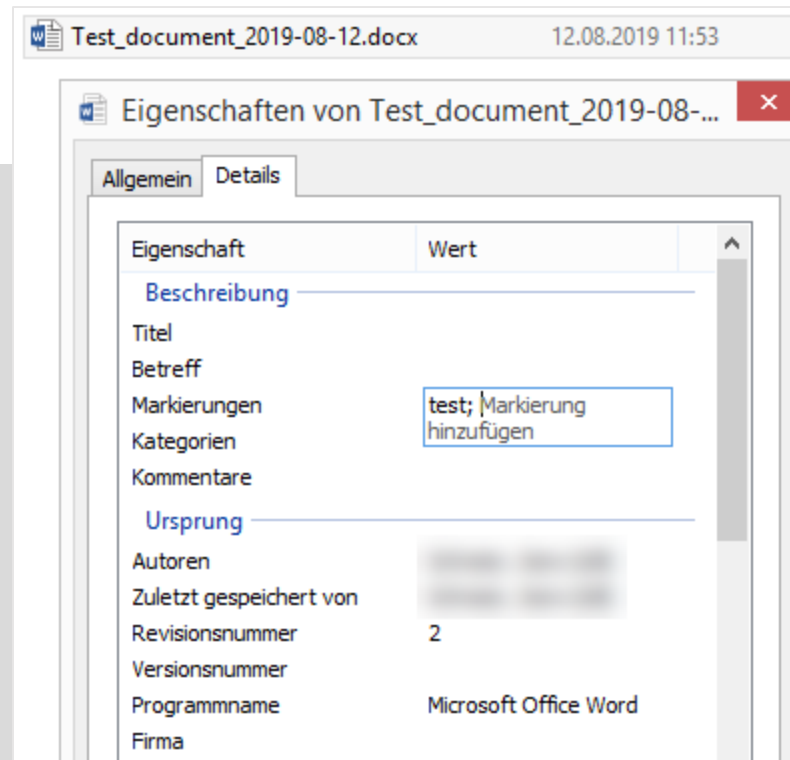 Test_document_2019-08-12.docx 12.08.2019 11:53
Eigenschaften von Test_document_2019-08-...
Allgemein Details
Eigenschaft Wert
Beschreibung
Titel
Betreff
Markierungen test; Markierung
hinzufügen
Kategorien
Kommentare
Ursprung
Autoren
Zuletzt gespeichert von
Revisionsnummer 2
Versionsnummer
Programmname Microsoft Office Word
Firma